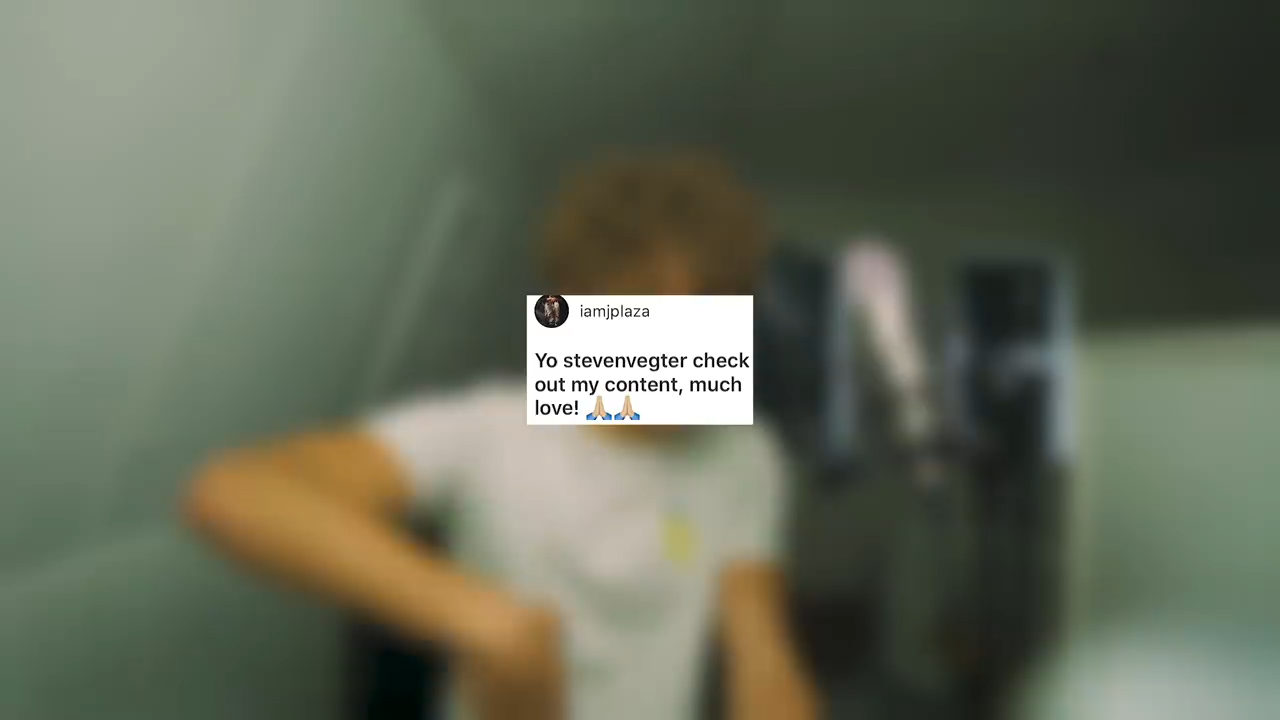 iamjplaza
Yo stevenvegter check
out my content, much
love! 🙏🏼🙏🏼